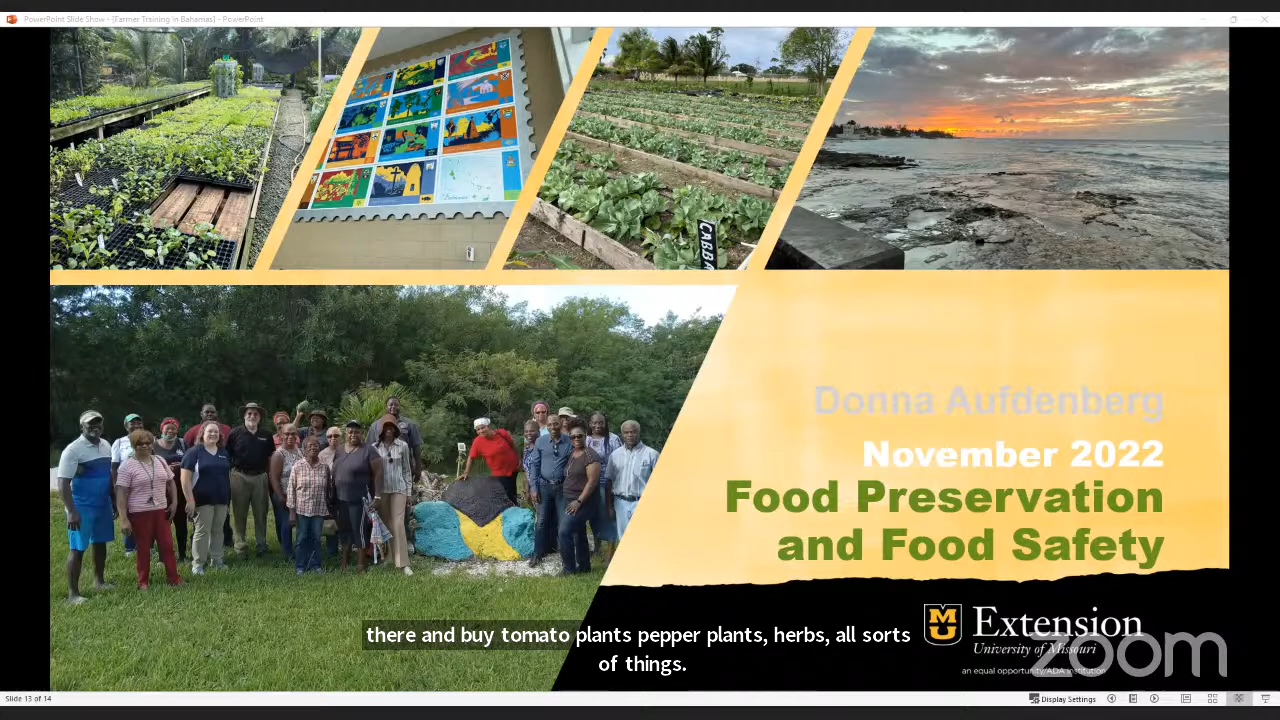 PowerPoint Slide Show - [Farmer Training in Bahamas] - PowerPoint
CABBA
Donna Aufdenberg
November 2022
Food Preservation
and Food Safety
there and buy tomato plants pepper plants, herbs, all sorts
of things.
MU
Extension
University of Missouri
an equal opportunity/ADA institution
zoom
Slide 13 of 14
Display Settings